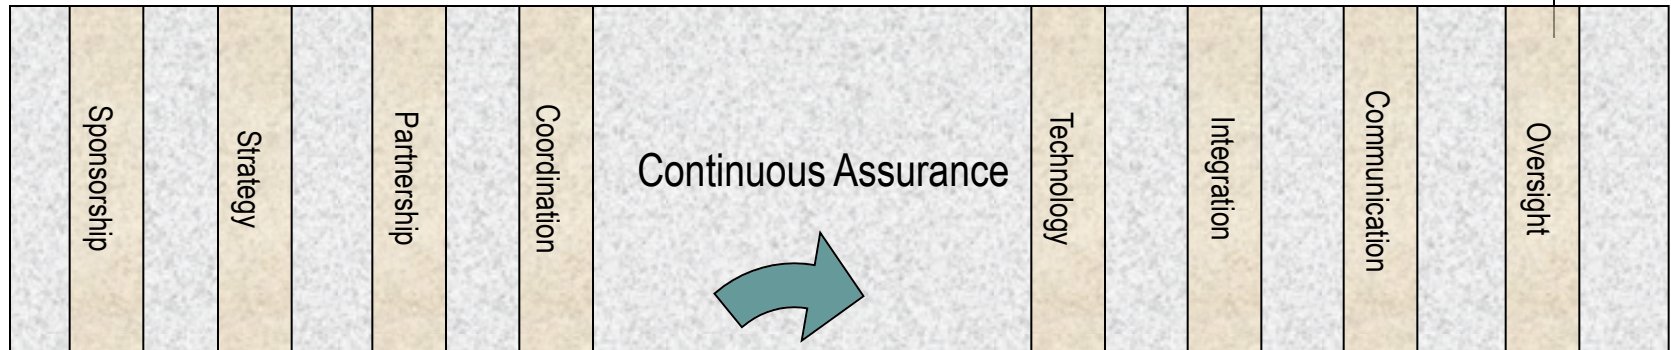 Sponsorship
Strategy
Partnership
Coordination
Continuous Assurance
Technology
Integration
Communication
Oversight